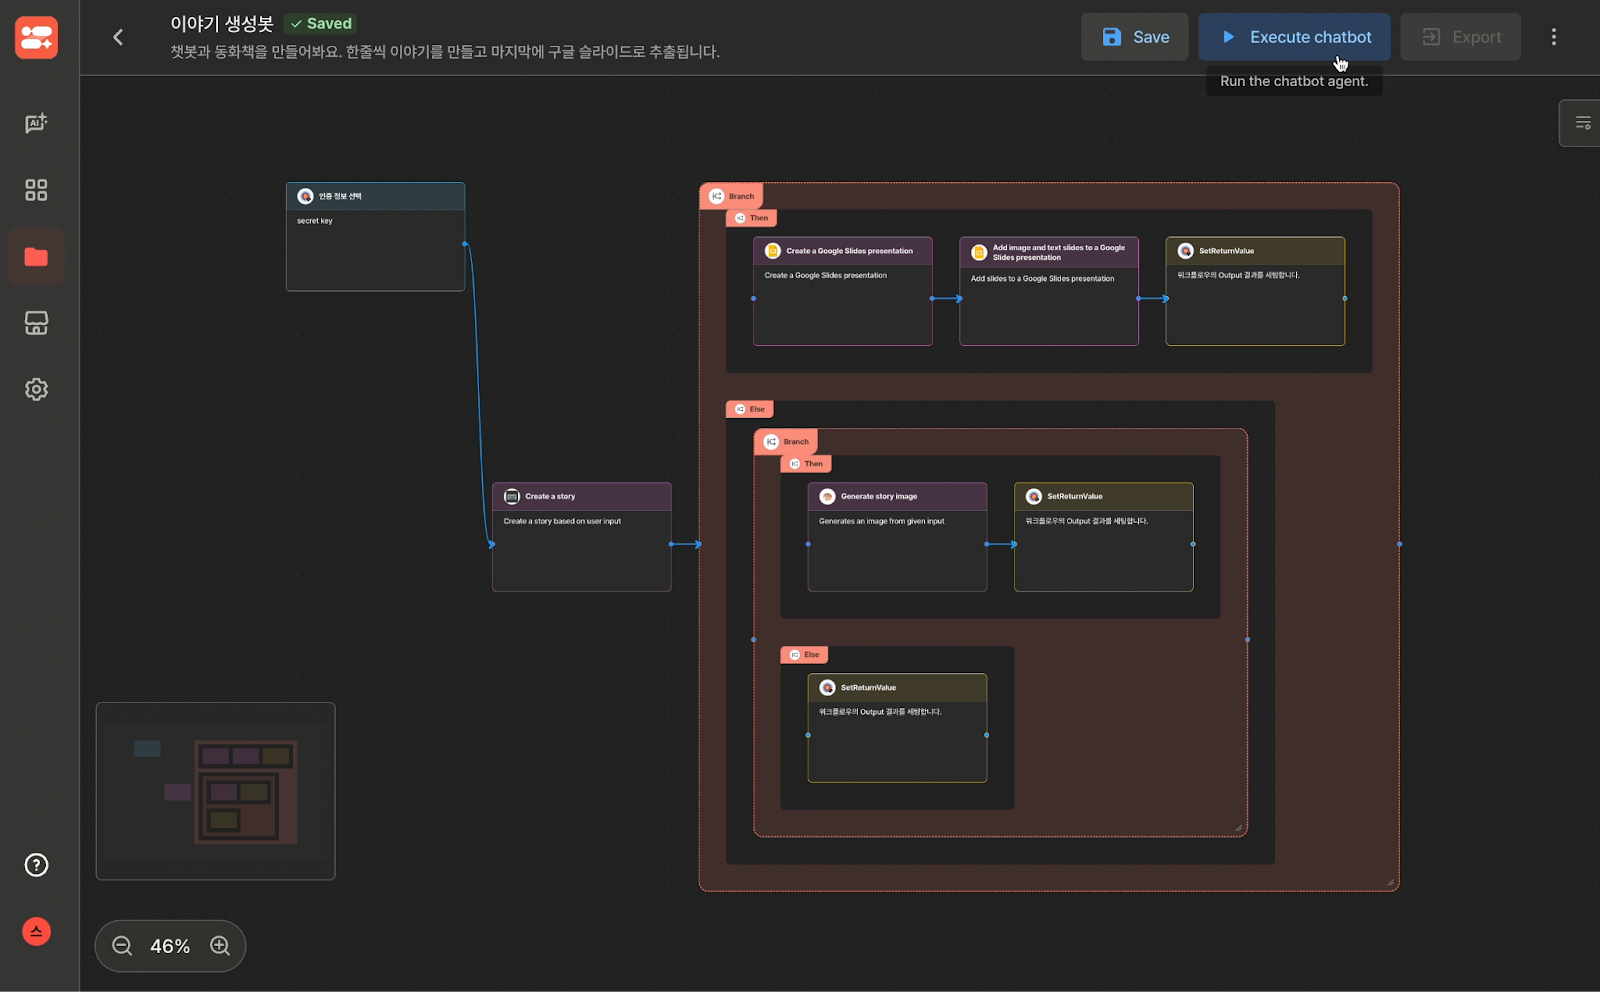 이야기 생성봇
Saved
챗봇과 동화책을 만들어봐요. 한줄씩 이야기를 만들고 마지막에 구글 슬라이드로 추출됩니다.
Save
Execute chatbot
Export
Run the chatbot agent.
AI
인증 정보 선택
secret key
Branch
Then
Create a Google Slides presentation
Create a Google Slides presentation
Add image and text slides to a Google
Slides presentation
Add slides to a Google Slides presentation
SetReturnValue
워크플로우의 Output 결과를 세팅합니다.
Else
Branch
Then
Create a story
Create a story based on user input
Generate story image
Generates an image from given input
SetReturnValue
워크플로우의 Output 결과를 세팅합니다.
Else
SetReturnValue
워크플로우의 Output 결과를 세팅합니다.
46%